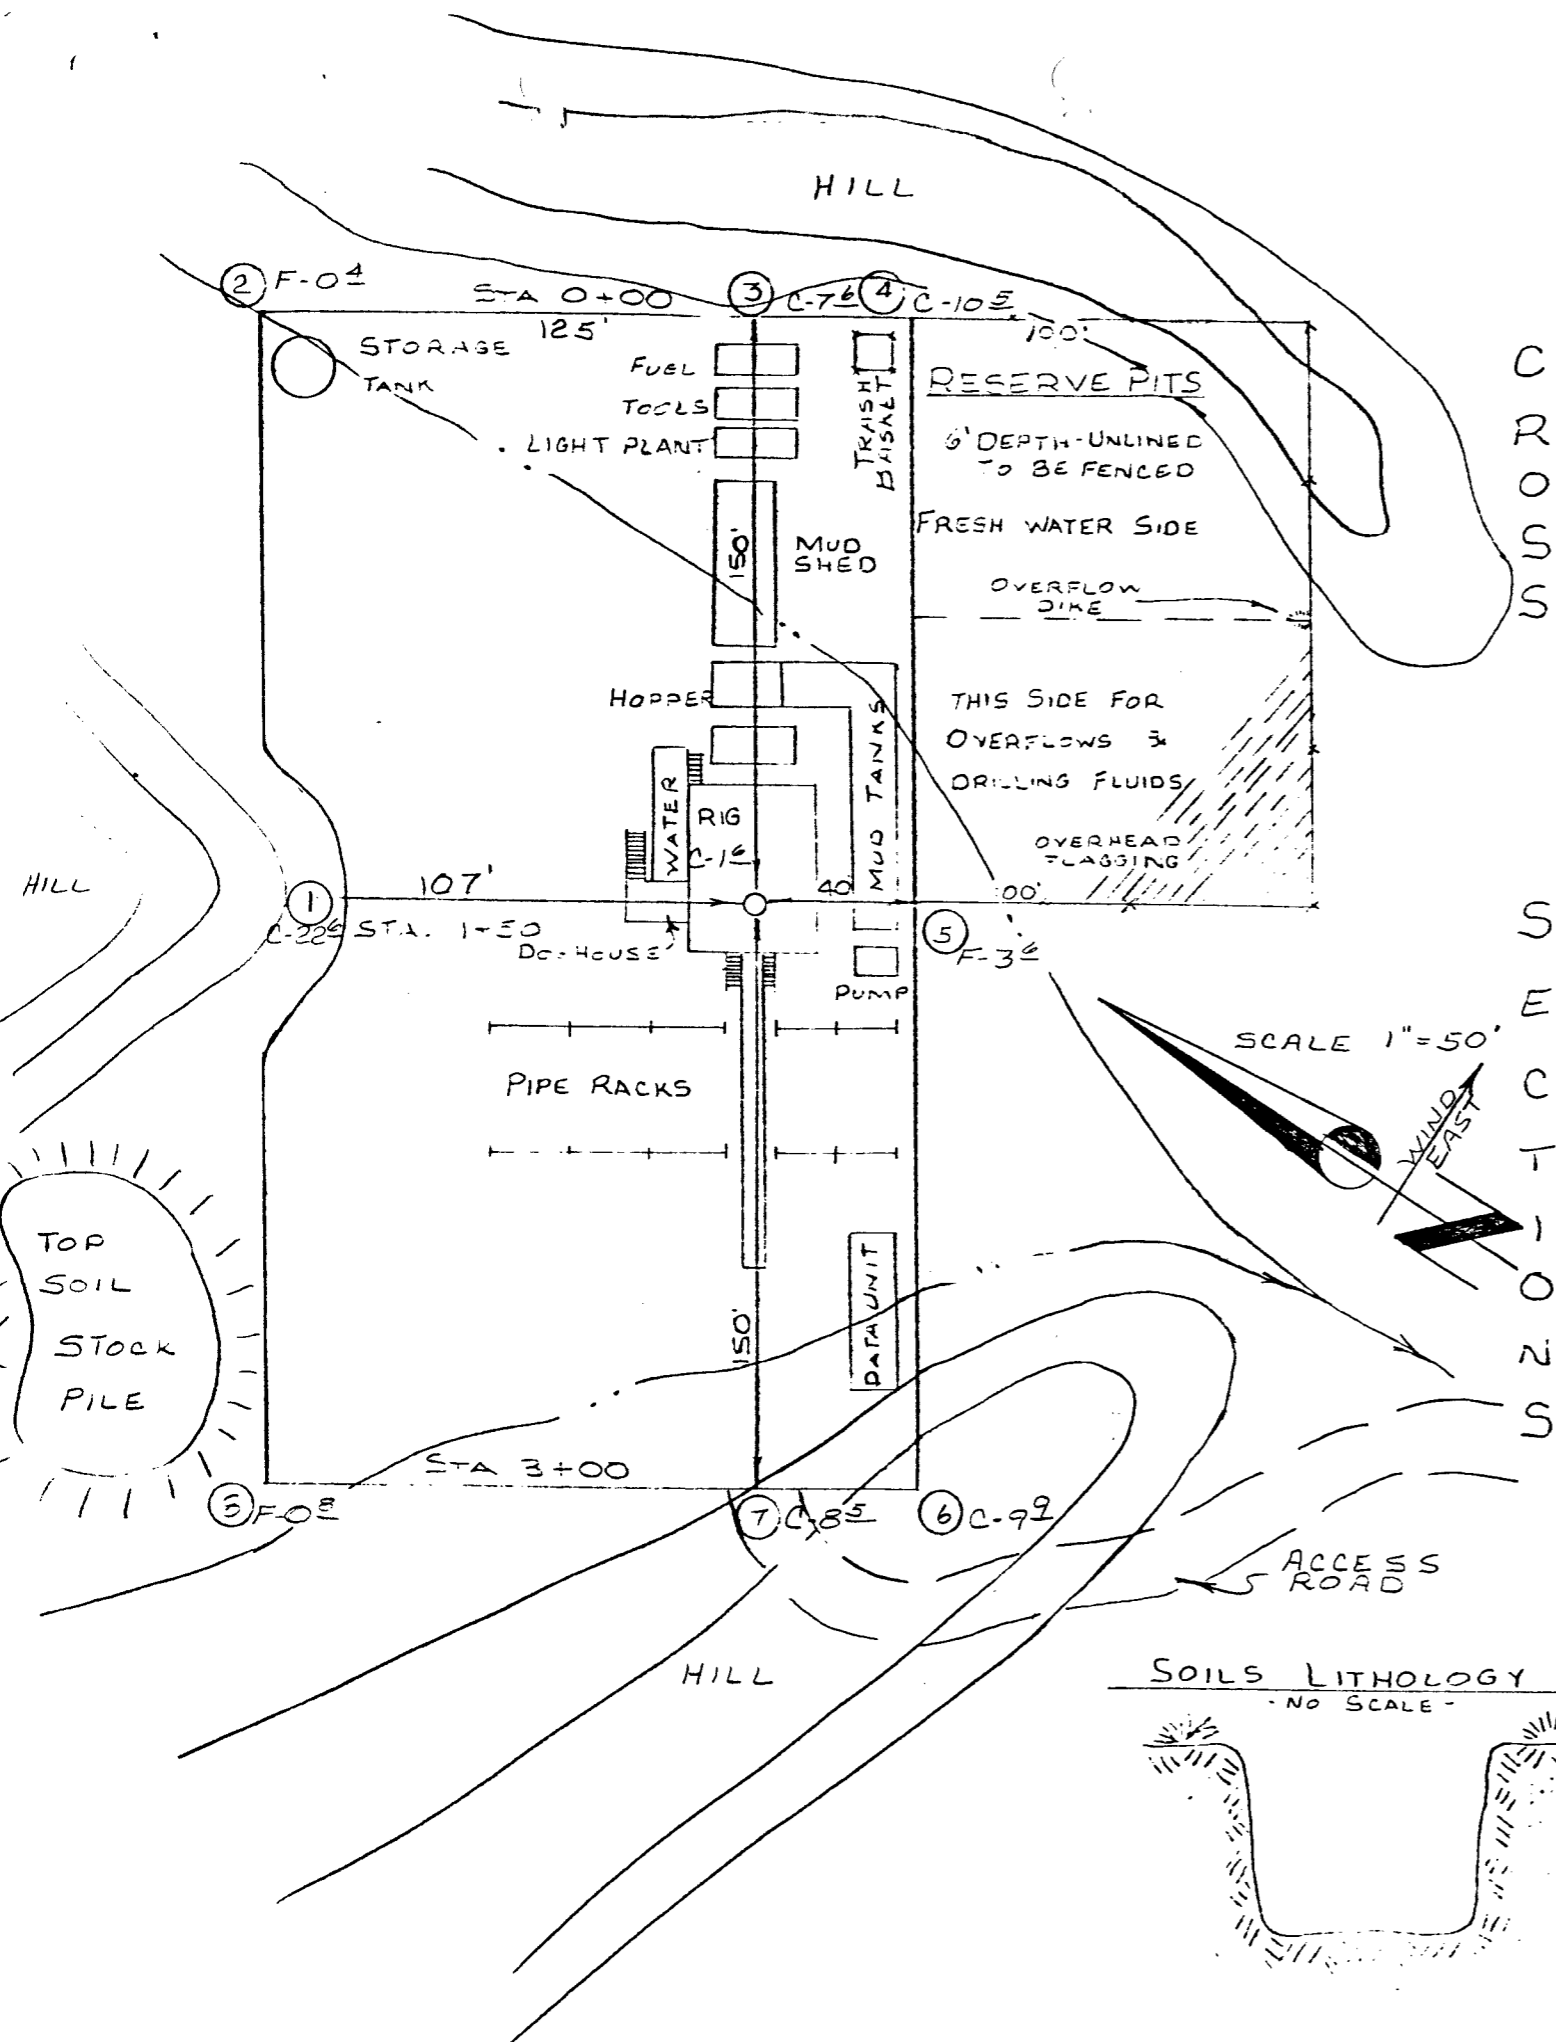 HILL
2 F-0 4
STA 0+00
3 C-7 6
4 C-10 5
125'
100'
STORAGE
TANK
FUEL
TOOLS
LIGHT PLANT
TRASH
BASKET
RESERVE PITS
6' DEPTH-UNLINED
TO BE FENCED
FRESH WATER SIDE
150'
MUD
SHED
OVERFLOW
DIKE
HOPPER
MUD TANKS
THIS SIDE FOR
OVERFLOWS &
DRILLING FLUIDS
OVERHEAD
FLAGGING
WATER
RIG
C-1 6
HILL
1
107'
40'
00'
C-22 6 STA. 1+50
DOGHOUSE
5
F-3 6
PUMP
PIPE RACKS
SCALE 1"=50'
WIND
EAST
TOP
SOIL
STOCK
PILE
DATA UNIT
150'
STA 3+00
F-0 8
7 C-8 5
6 C-9 9
ACCESS
ROAD
HILL
SOILS LITHOLOGY
- NO SCALE -
CROSS
SECTIONS